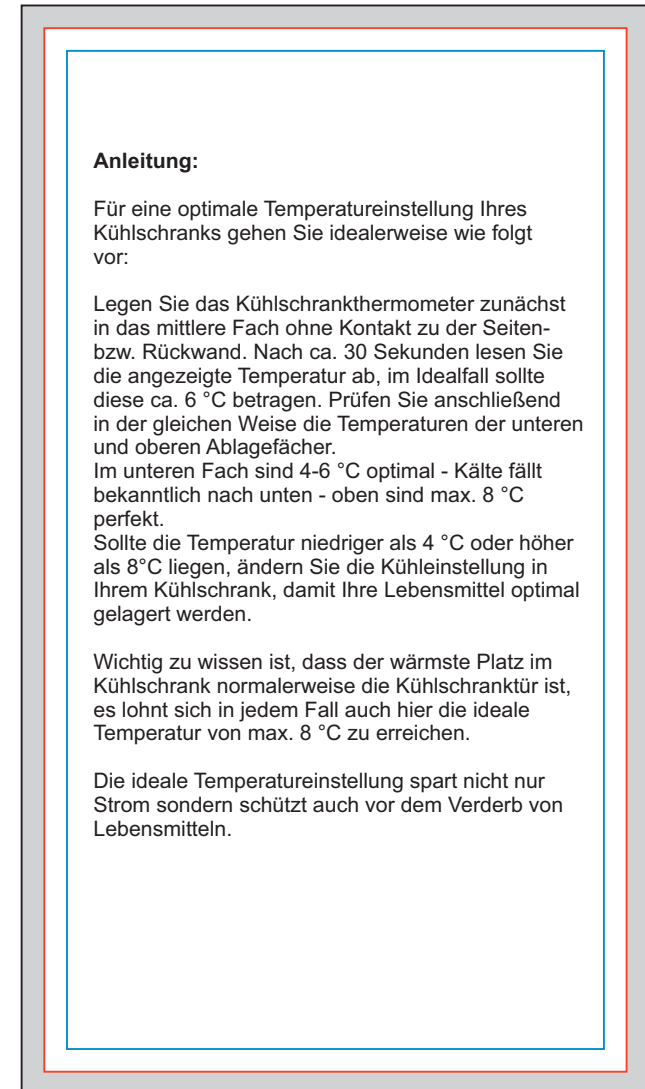 Anleitung:
Für eine optimale Temperatureinstellung Ihres
Kühlschranks gehen Sie idealerweise wie folgt
vor:
Legen Sie das Kühlschrankthermometer zunächst
in das mittlere Fach ohne Kontakt zu der Seiten-
bzw. Rückwand. Nach ca. 30 Sekunden lesen Sie
die angezeigte Temperatur ab, im Idealfall sollte
diese ca. 6 °C betragen. Prüfen Sie anschließend
in der gleichen Weise die Temperaturen der unteren
und oberen Ablagefächer.
Im unteren Fach sind 4-6 °C optimal - Kälte fällt
bekanntlich nach unten - oben sind max. 8 °C
perfekt.
Sollte die Temperatur niedriger als 4 °C oder höher
als 8°C liegen, ändern Sie die Kühleinstellung in
Ihrem Kühlschrank, damit Ihre Lebensmittel optimal
gelagert werden.
Wichtig zu wissen ist, dass der wärmste Platz im
Kühlschrank normalerweise die Kühlschranktür ist,
es lohnt sich in jedem Fall auch hier die ideale
Temperatur von max. 8 °C zu erreichen.
Die ideale Temperatureinstellung spart nicht nur
Strom sondern schützt auch vor dem Verderb von
Lebensmitteln.